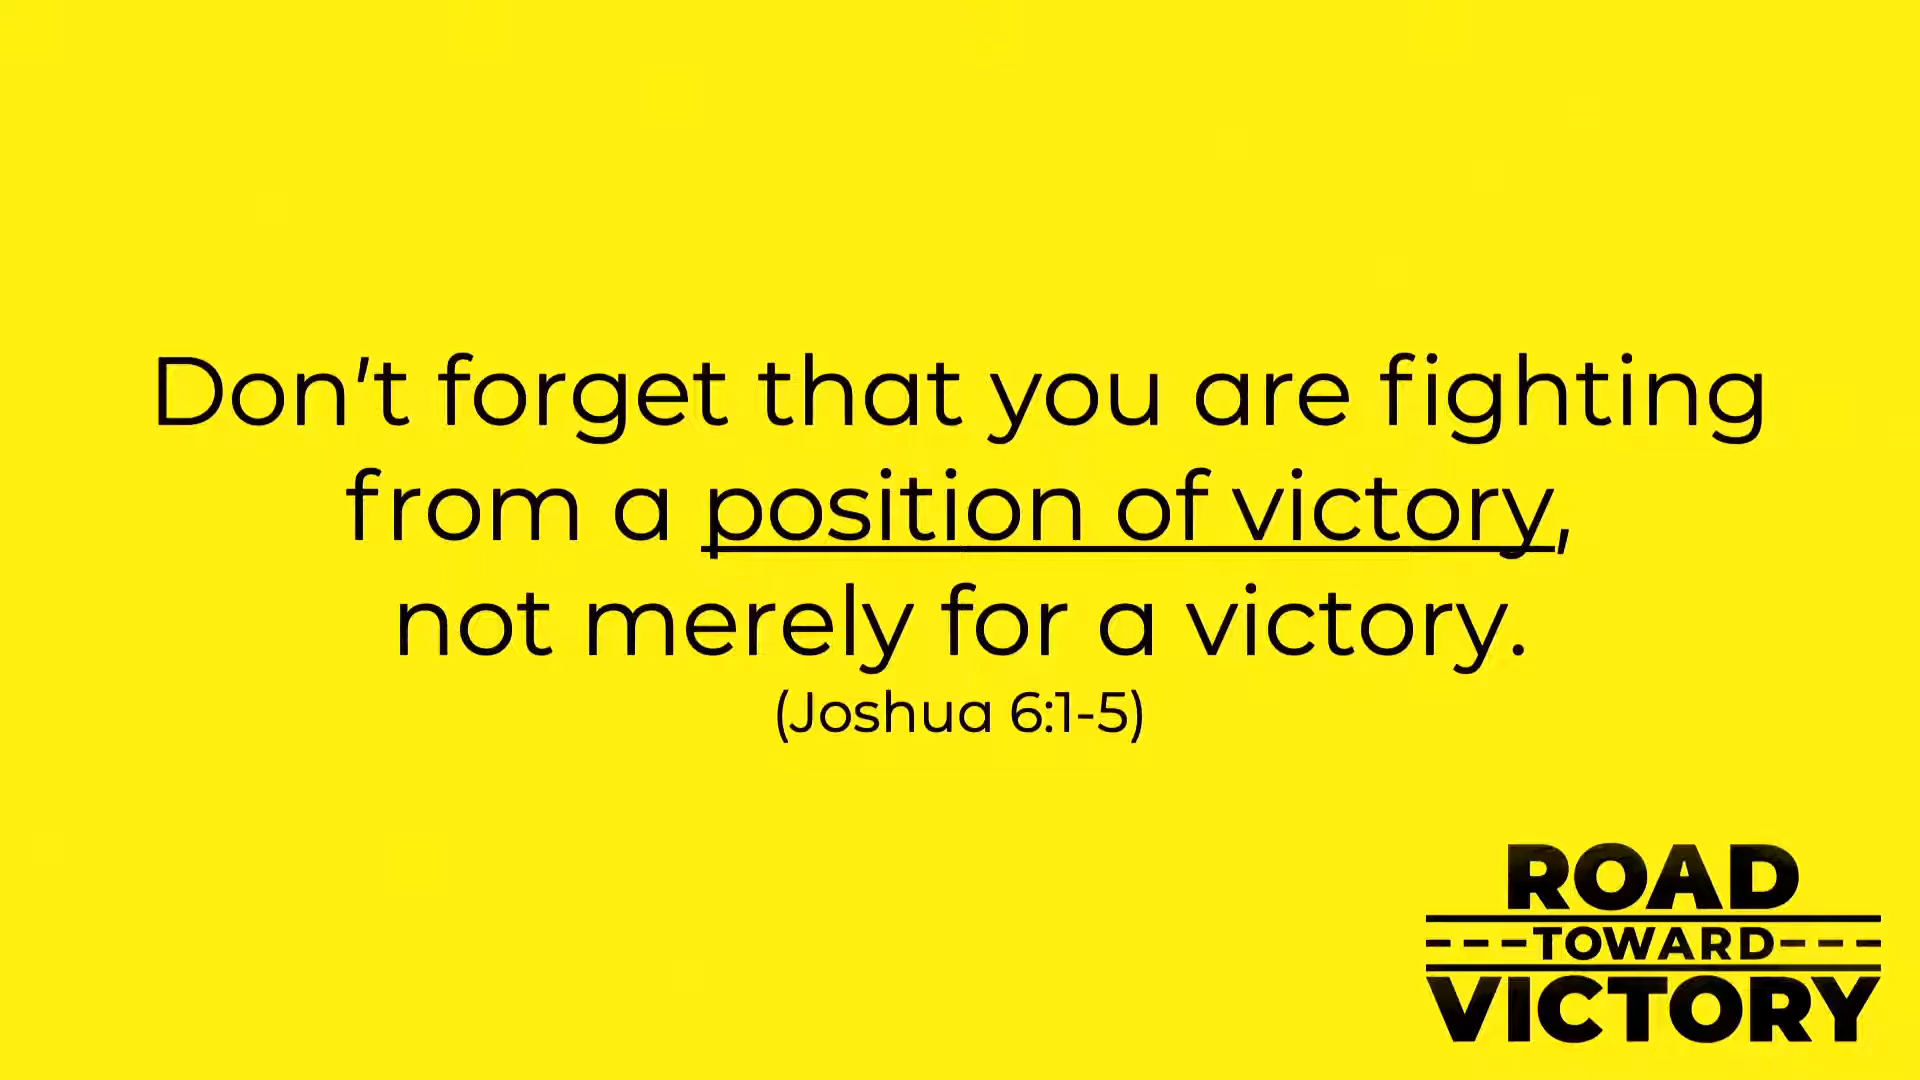 Don't forget that you are fighting
from a position of victory,
not merely for a victory.
(Joshua 6:1-5)
ROAD
TOWARD
VICTORY